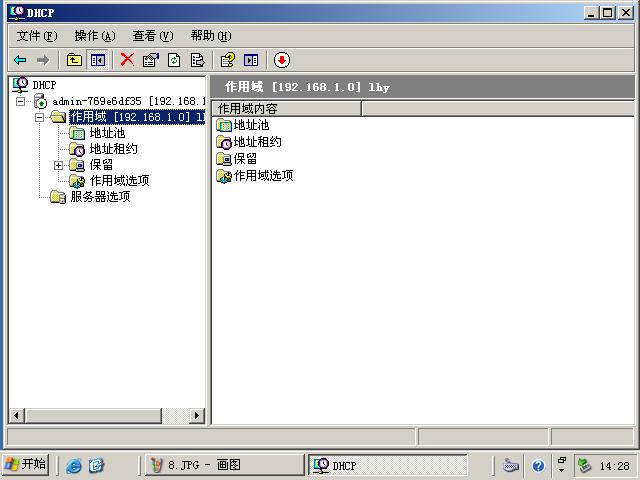 DHCP
文件(F) 操作(A) 查看(V) 帮助(H)
DHCP
admin-769e6df35 [192.168.1
作用域 [192.168.1.0] lh
地址池
地址租约
保留
作用域选项
服务器选项
作用域 [192.168.1.0] lhy
作用域内容
地址池
地址租约
保留
作用域选项
开始
8.JPG - 画图
DHCP
14:28